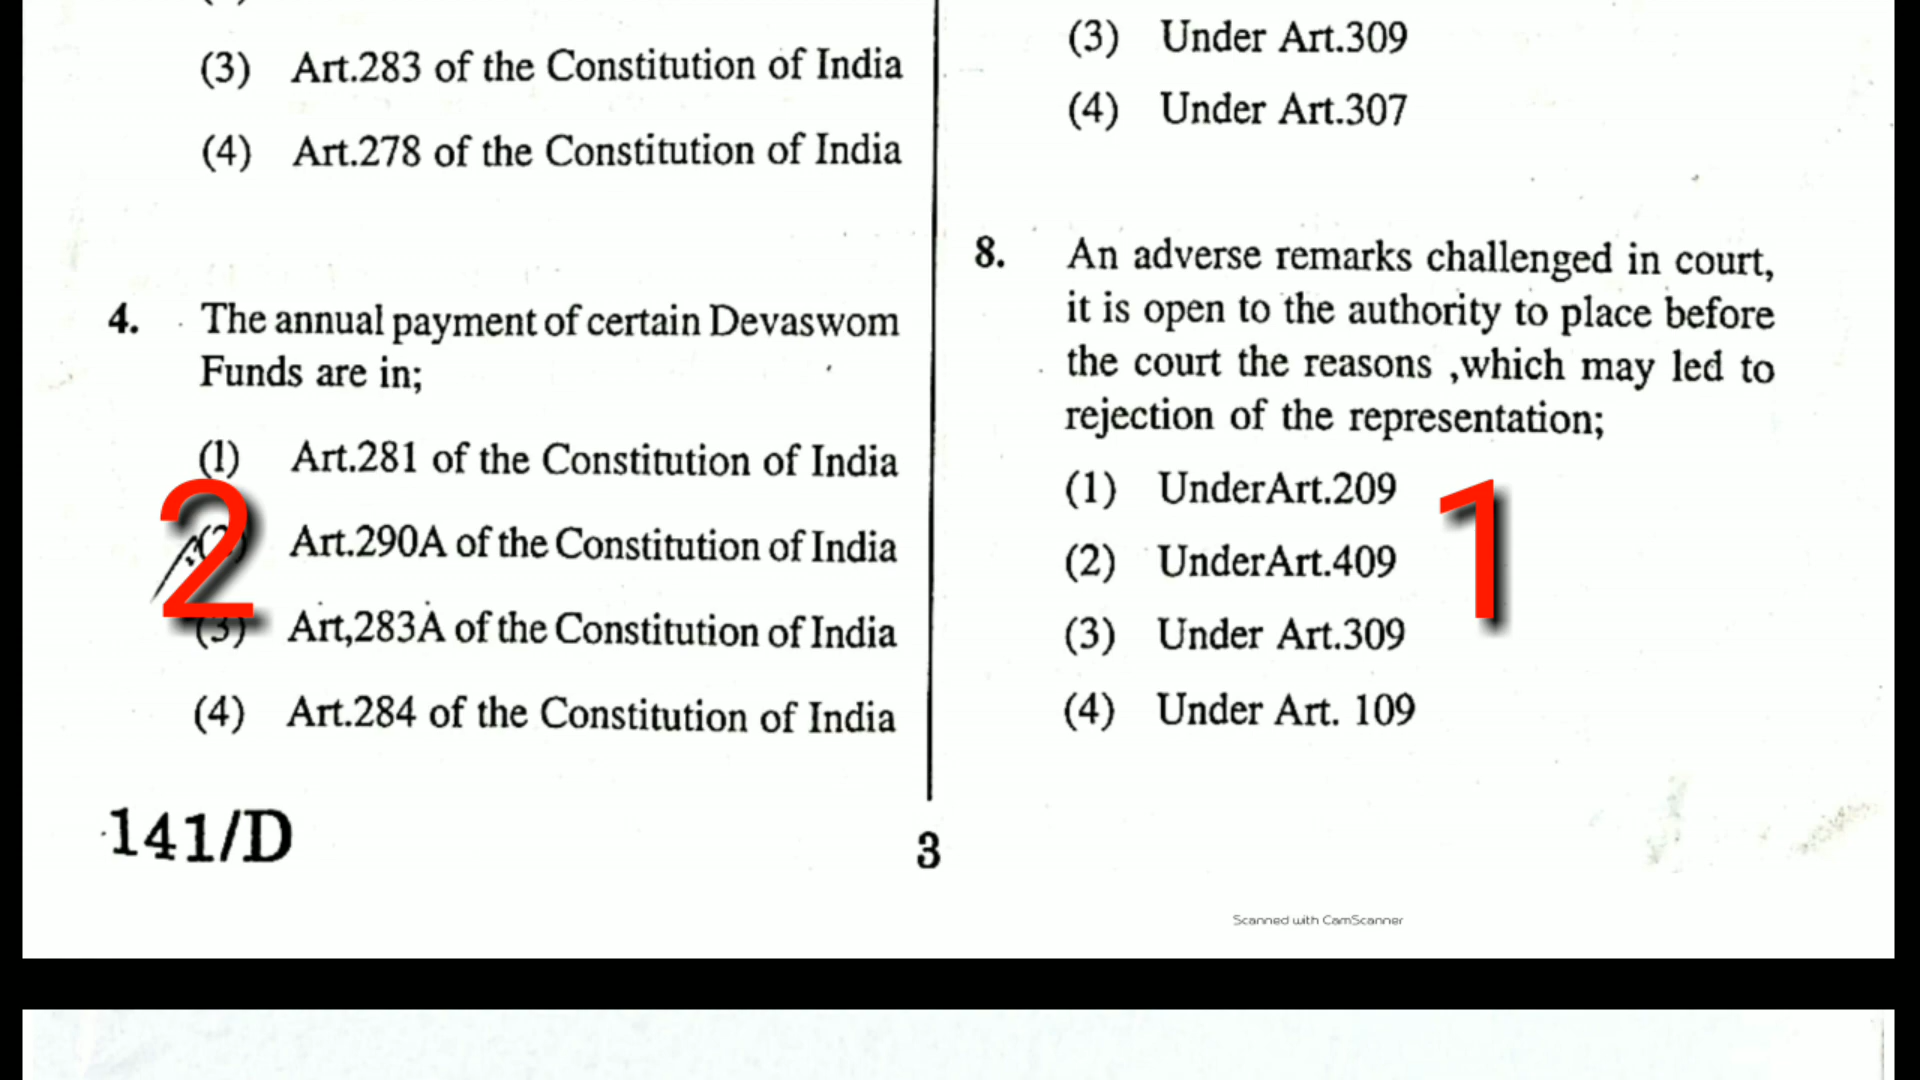 (3) Art.283 of the Constitution of India
(4) Art.278 of the Constitution of India
4. The annual payment of certain Devaswom
Funds are in;
(1) Art.281 of the Constitution of India
(2) Art.290A of the Constitution of India
(3) Art,283A of the Constitution of India
(4) Art.284 of the Constitution of India
2
141/D
(3) Under Art.309
(4) Under Art.307
8. An adverse remarks challenged in court,
it is open to the authority to place before
the court the reasons ,which may led to
rejection of the representation;
(1) UnderArt.209
(2) UnderArt.409
(3) Under Art.309
(4) Under Art. 109
1
3
Scanned with CamScanner